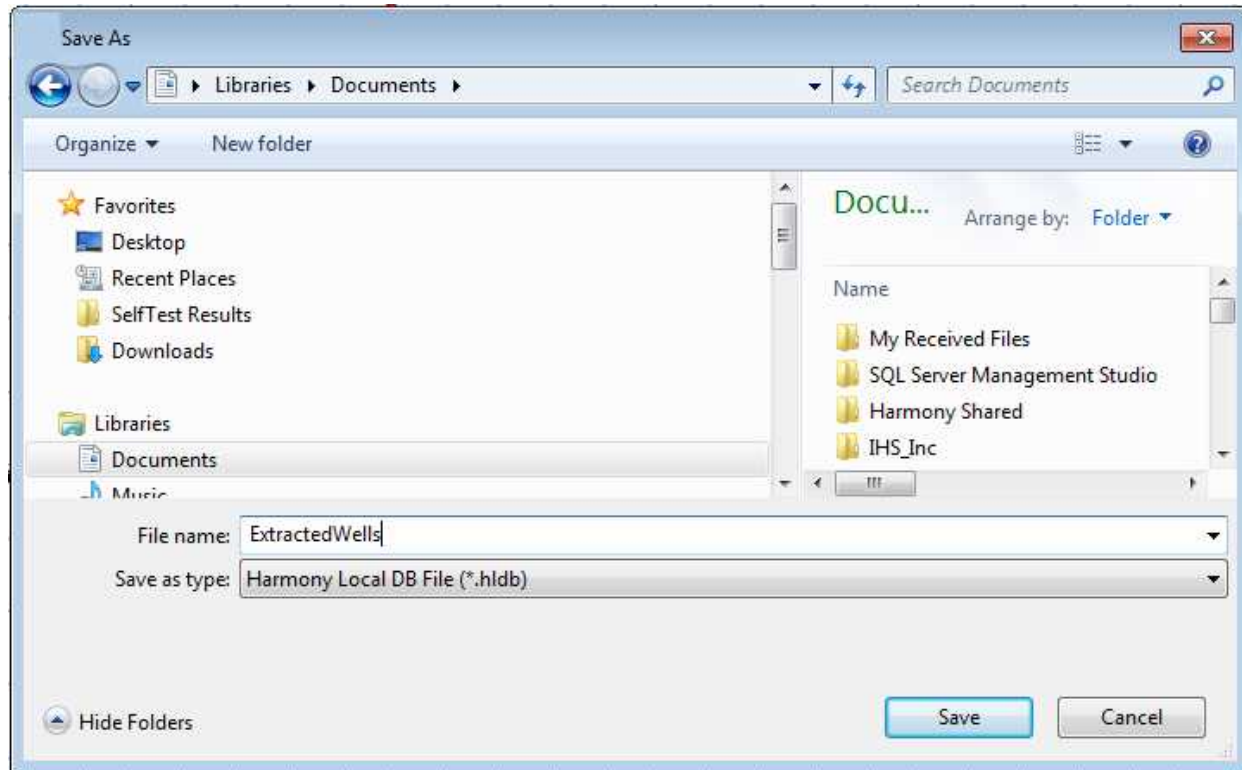 Save As
Libraries Documents
Search Documents
Organize
New folder
Favorites
Desktop
Recent Places
SelfTest Results
Downloads
Libraries
Documents
Music
Docu...
Arrange by: Folder
Name
My Received Files
SQL Server Management Studio
Harmony Shared
IHS_Inc
File name: ExtractedWells
Save as type: Harmony Local DB File (*.hldb)
Hide Folders
Save
Cancel